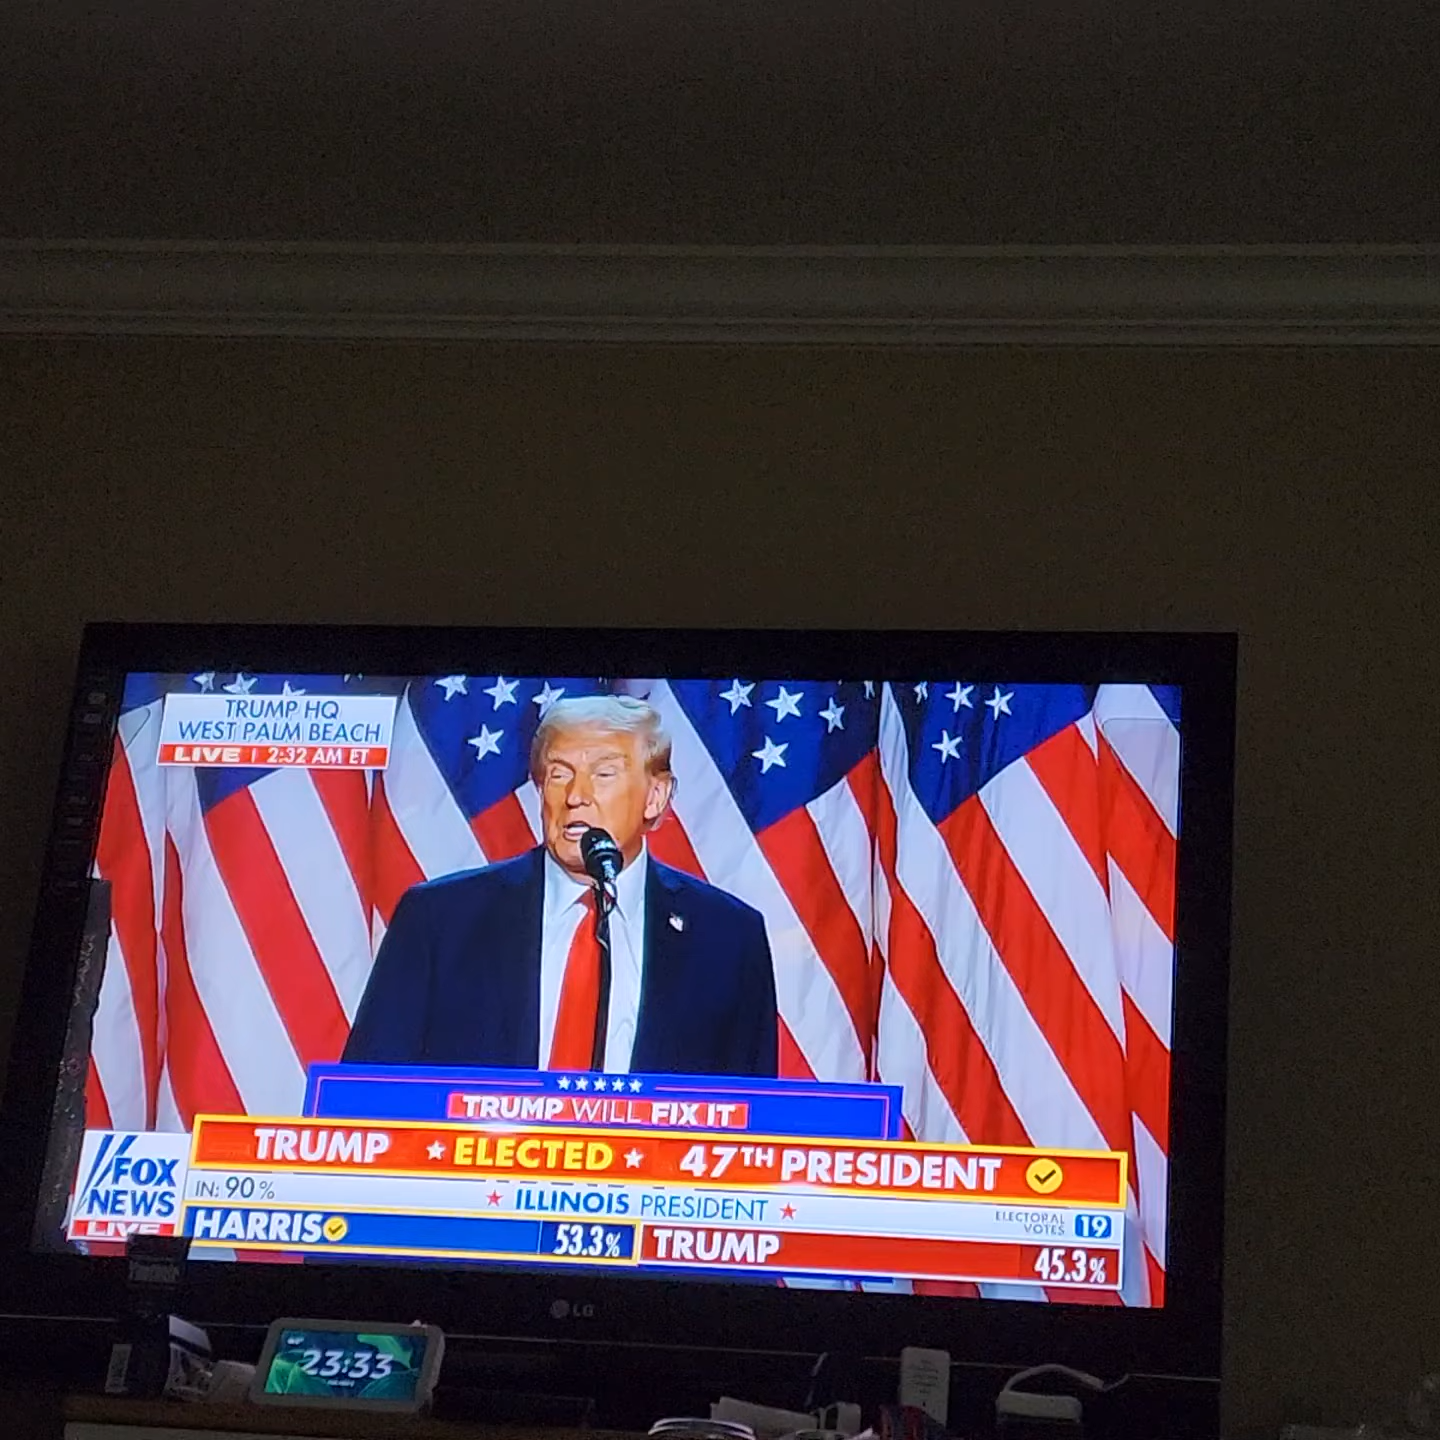 TRUMP HQ
WEST PALM BEACH
LIVE | 2:32 AM ET
TRUMP WILL FIX IT
TRUMP ★ ELECTED ★ 47TH PRESIDENT
FOX
NEWS
LIVE
IN: 90%
★ ILLINOIS PRESIDENT ★
ELECTORAL
VOTES 19
HARRIS 53.3% TRUMP 45.3%
LG
23:33